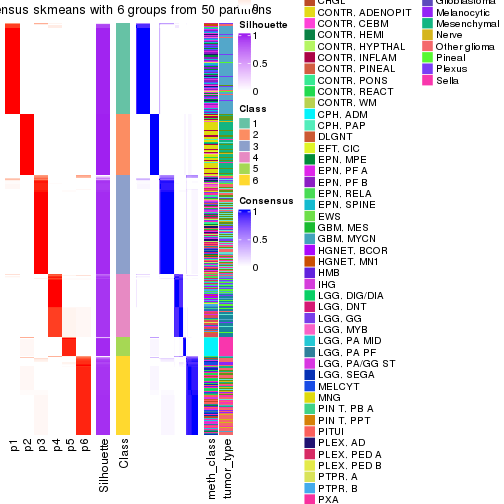 ensus skmeans with 6 groups from 50 partitions
Silhouette
1
0.5
0
Class
1
2
3
4
5
6
Consensus
1
0.5
0
p1
p2
p3
p4
p5
p6
Silhouette
Class
meth_class
tumor_type
CHGL
CONTR. ADENOPIT
CONTR. CEBM
CONTR. HEMI
CONTR. HYPTHAL
CONTR. INFLAM
CONTR. PINEAL
CONTR. PONS
CONTR. REACT
CONTR. WM
CPH. ADM
CPH. PAP
DLGNT
EFT. CIC
EPN. MPE
EPN. PF A
EPN. PF B
EPN. RELA
EPN. SPINE
EWS
GBM. MES
GBM. MYCN
HGNET. BCOR
HGNET. MN1
HMB
IHG
LGG. DIG/DIA
LGG. DNT
LGG. GG
LGG. MYB
LGG. PA MID
LGG. PA PF
LGG. PA/GG ST
LGG. SEGA
MELCYT
MNG
PIN T. PB A
PIN T. PPT
PITUI
PLEX. AD
PLEX. PED A
PLEX. PED B
PTPR. A
PTPR. B
PXA
Glioblastoma
Melanocytic
Mesenchymal
Nerve
Other glioma
Pineal
Plexus
Sella